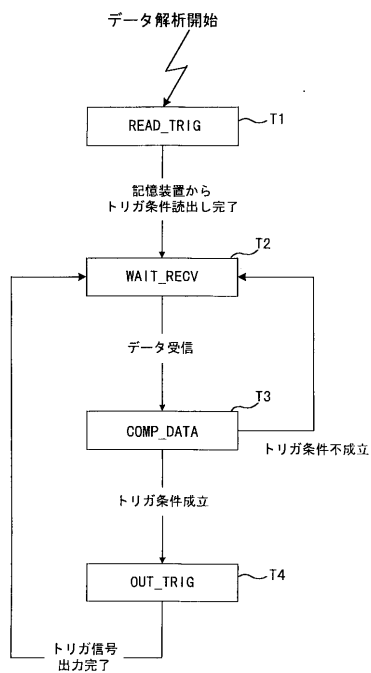 データ解析開始
READ_TRIG
T1
記憶装置から
トリガ条件読出し完了
T2
WAIT_RECV
データ受信
T3
COMP_DATA
トリガ条件不成立
トリガ条件成立
OUT_TRIG
T4
トリガ信号
出力完了